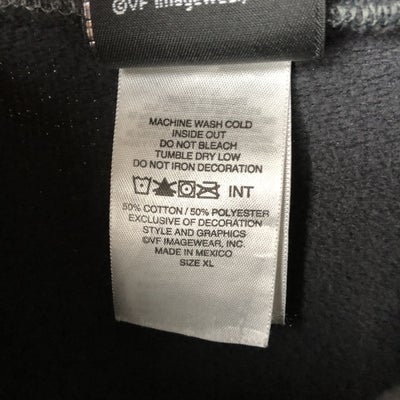 ©VF Imagewear,
MACHINE WASH COLD
INSIDE OUT
DO NOT BLEACH
TUMBLE DRY LOW
DO NOT IRON DECORATION
INT
50% COTTON / 50% POLYESTER
EXCLUSIVE OF DECORATION
STYLE AND GRAPHICS
©VF IMAGEWEAR, INC.
MADE IN MEXICO
SIZE XL